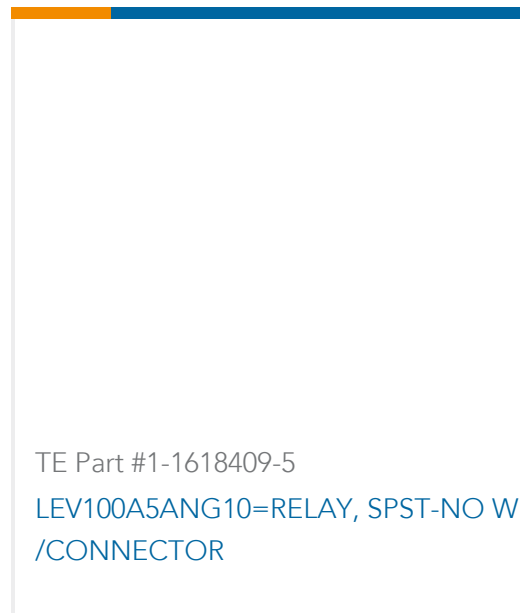 TE Part #1-1618409-5
LEV100A5ANG10=RELAY, SPST-NO W
/CONNECTOR